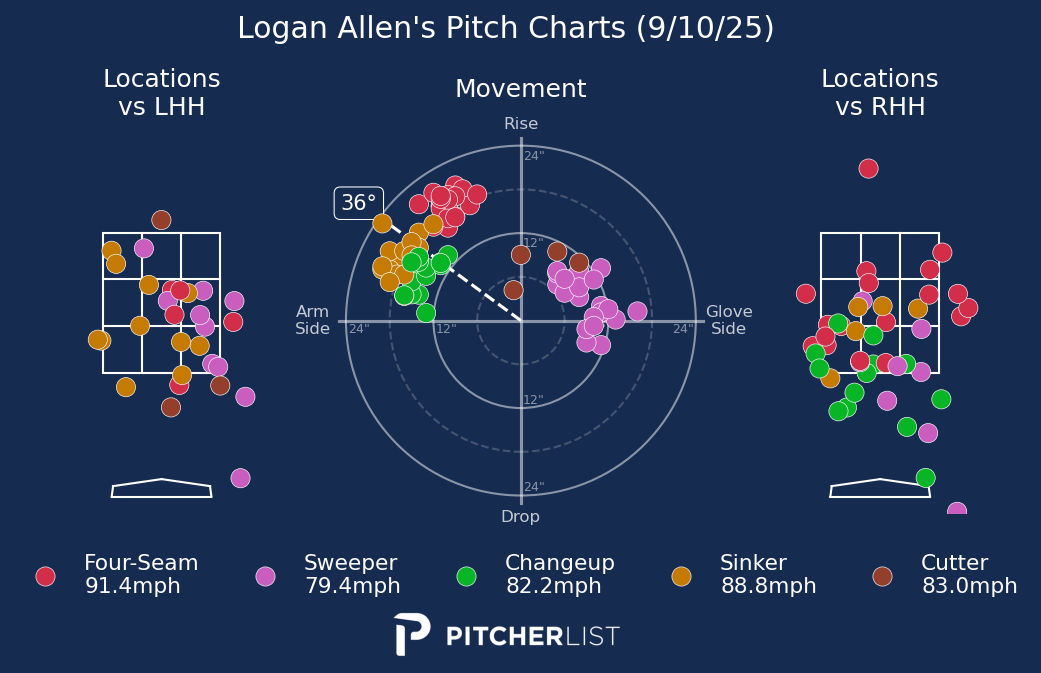 Logan Allen's Pitch Charts (9/10/25)
Locations
vs LHH
Movement
Locations
vs RHH
Rise
24"
36°
12"
Arm
Side
24"
12"
24"
Glove
Side
12"
24"
Drop
Four-Seam
91.4mph
Sweeper
79.4mph
Changeup
82.2mph
Sinker
88.8mph
Cutter
83.0mph
PITCHERLIST